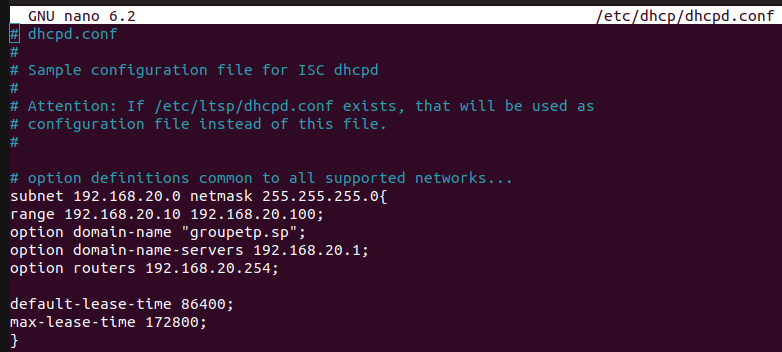 GNU nano 6.2 /etc/dhcp/dhcpd.conf
# dhcpd.conf
#
# Sample configuration file for ISC dhcpd
#
# Attention: If /etc/ltsp/dhcpd.conf exists, that will be used as
# configuration file instead of this file.
#
# option definitions common to all supported networks...
subnet 192.168.20.0 netmask 255.255.255.0{
range 192.168.20.10 192.168.20.100;
option domain-name "groupetp.sp";
option domain-name-servers 192.168.20.1;
option routers 192.168.20.254;
default-lease-time 86400;
max-lease-time 172800;
}